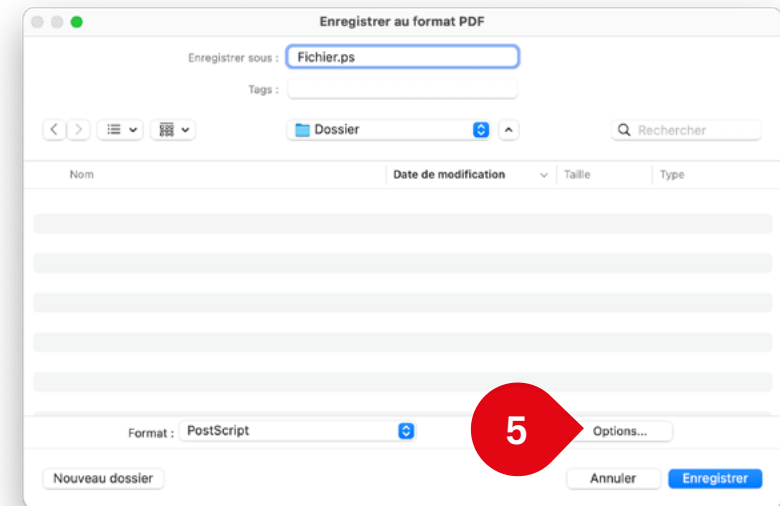 Enregistrer au format PDF
Enregistrer sous : Fichier.ps
Tags :
Dossier
Rechercher
Nom Date de modification Taille Type
Format : PostScript
5
Options...
Nouveau dossier Annuler Enregistrer